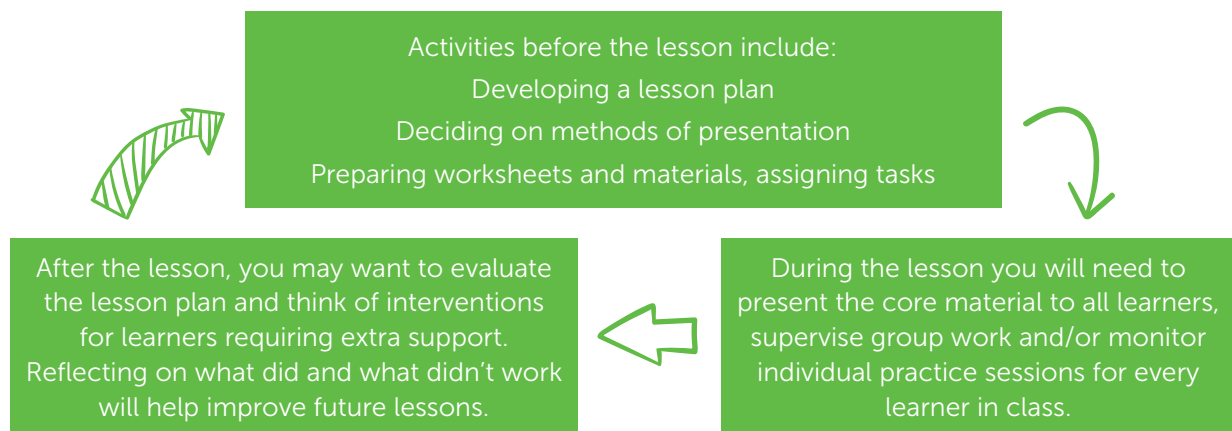 Activities before the lesson include:
Developing a lesson plan
Deciding on methods of presentation
Preparing worksheets and materials, assigning tasks
During the lesson you will need to
present the core material to all learners,
supervise group work and/or monitor
individual practice sessions for every
learner in class.
After the lesson, you may want to evaluate
the lesson plan and think of interventions
for learners requiring extra support.
Reflecting on what did and what didn’t work
will help improve future lessons.